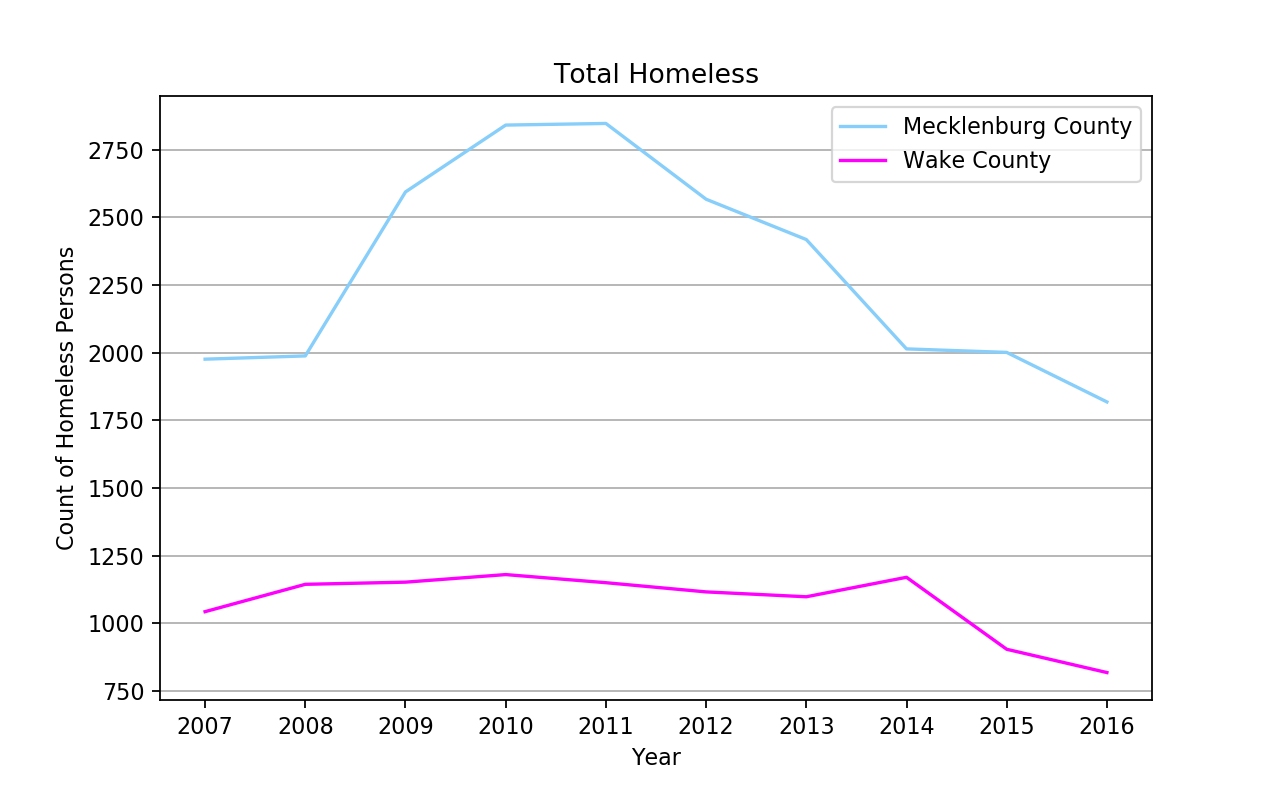 Total Homeless
Mecklenburg County
Wake County
Count of Homeless Persons
2750
2500
2250
2000
1750
1500
1250
1000
750
2007 2008 2009 2010 2011 2012 2013 2014 2015 2016
Year